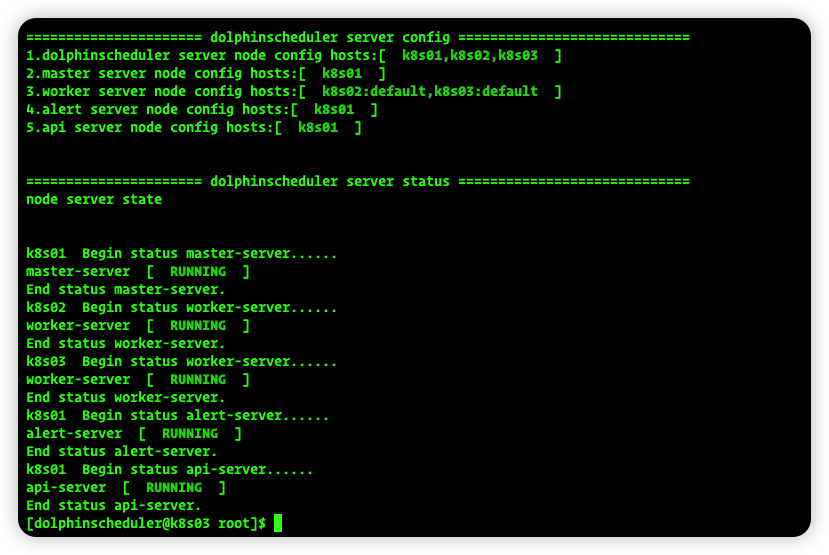 ====================== dolphinscheduler server config =============================
1.dolphinscheduler server node config hosts:[  k8s01,k8s02,k8s03  ]
2.master server node config hosts:[  k8s01  ]
3.worker server node config hosts:[  k8s02:default,k8s03:default  ]
4.alert server node config hosts:[  k8s01  ]
5.api server node config hosts:[  k8s01  ]
====================== dolphinscheduler server status =============================
node server state
k8s01  Begin status master-server......
master-server  [  RUNNING  ]
End status master-server.
k8s02  Begin status worker-server......
worker-server  [  RUNNING  ]
End status worker-server.
k8s03  Begin status worker-server......
worker-server  [  RUNNING  ]
End status worker-server.
k8s01  Begin status alert-server......
alert-server  [  RUNNING  ]
End status alert-server.
k8s01  Begin status api-server......
api-server  [  RUNNING  ]
End status api-server.
[dolphinscheduler@k8s03 root]$